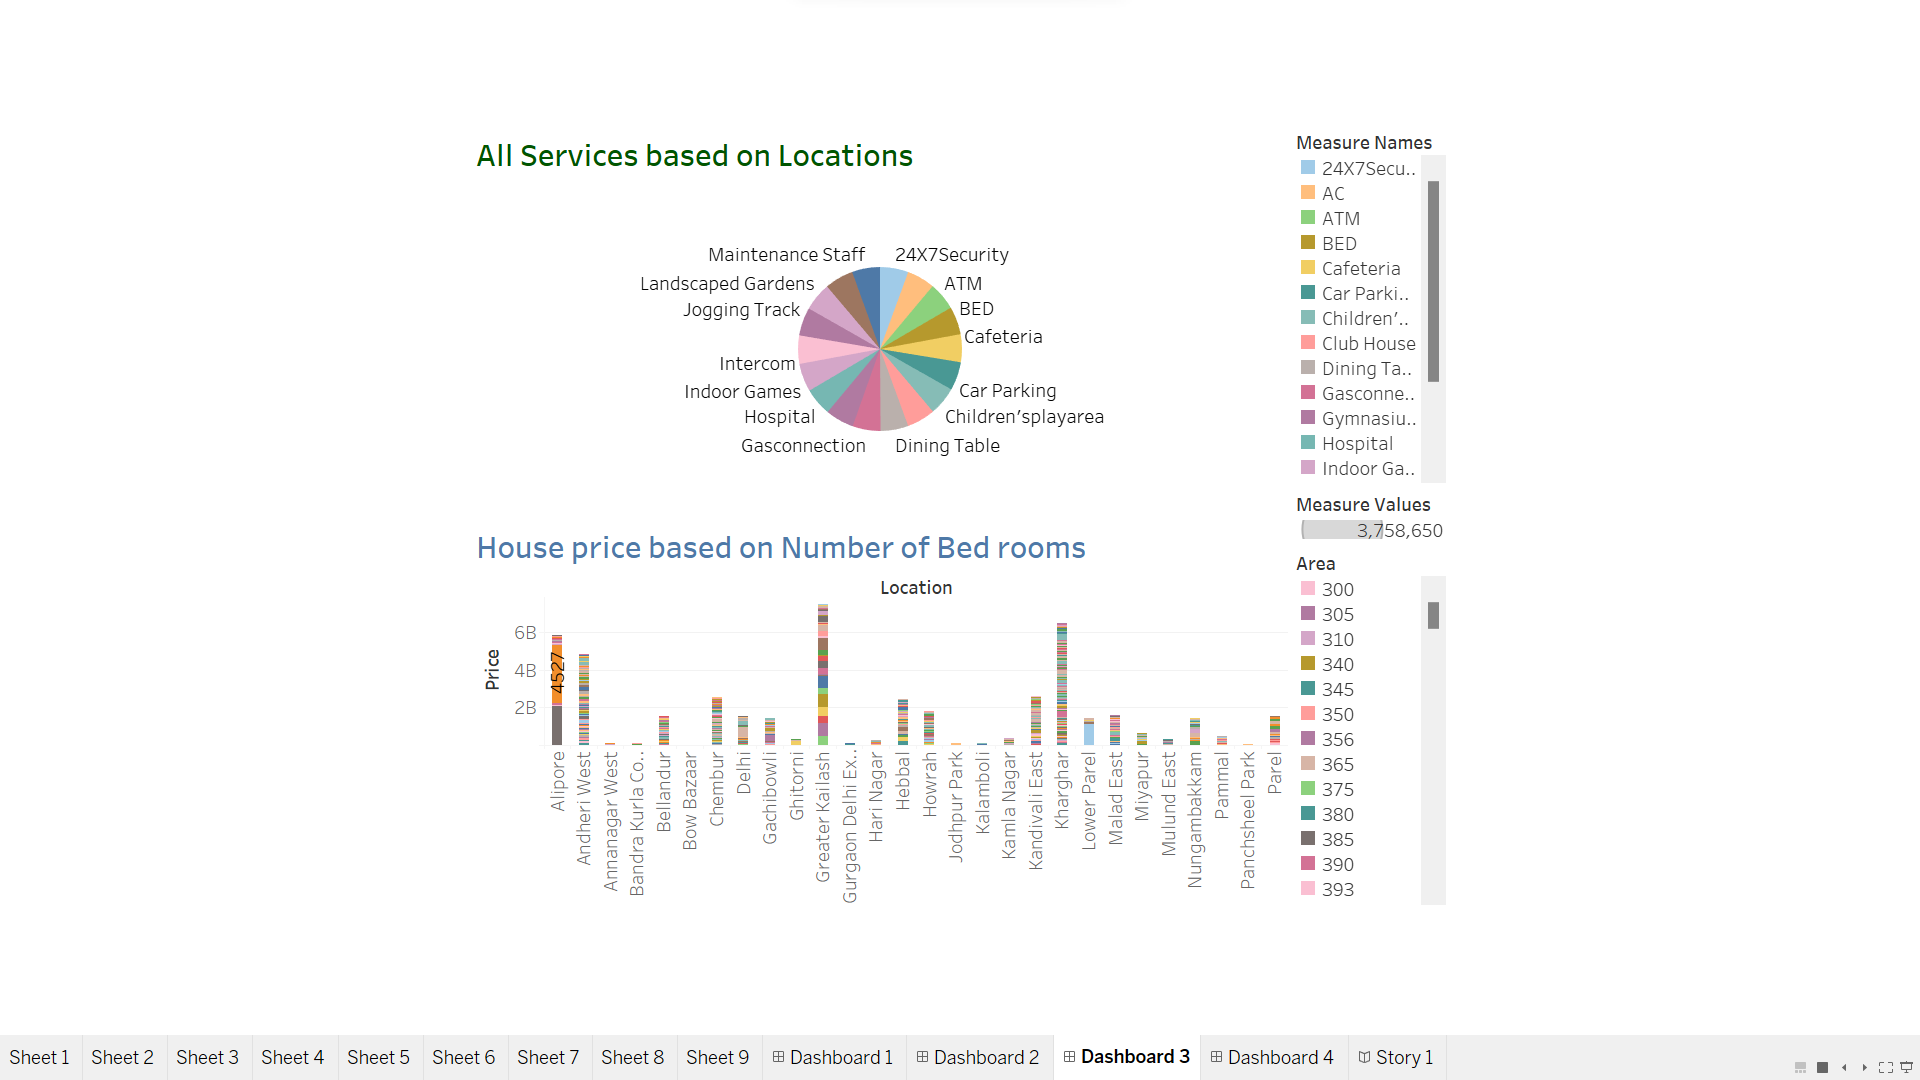 All Services based on Locations
Maintenance Staff
24X7Security
Landscaped Gardens
ATM
Jogging Track
BED
Cafeteria
Intercom
Indoor Games
Car Parking
Hospital
Children'splayarea
Gasconnection
Dining Table
Measure Names
24X7Secu..
AC
ATM
BED
Cafeteria
Car Parki..
Children'..
Club House
Dining Ta..
Gasconne..
Gymnasiu..
Hospital
Indoor Ga..
Measure Values
3,758,650
House price based on Number of Bed rooms
Location
Price
6B
4B
2B
4527
Alipore
Andheri West
Annanagar West
Bandra Kurla Co..
Bellandur
Bow Bazaar
Chembur
Delhi
Gachibowli
Ghitorni
Greater Kailash
Gurgaon Delhi Ex..
Hari Nagar
Hebbal
Howrah
Jodhpur Park
Kalamboli
Kamla Nagar
Kandivali East
Kharghar
Lower Parel
Malad East
Miyapur
Mulund East
Nungambakkam
Pammal
Panchsheel Park
Parel
Area
300
305
310
340
345
350
356
365
375
380
385
390
393
Sheet 1
Sheet 2
Sheet 3
Sheet 4
Sheet 5
Sheet 6
Sheet 7
Sheet 8
Sheet 9
Dashboard 1
Dashboard 2
Dashboard 3
Dashboard 4
Story 1